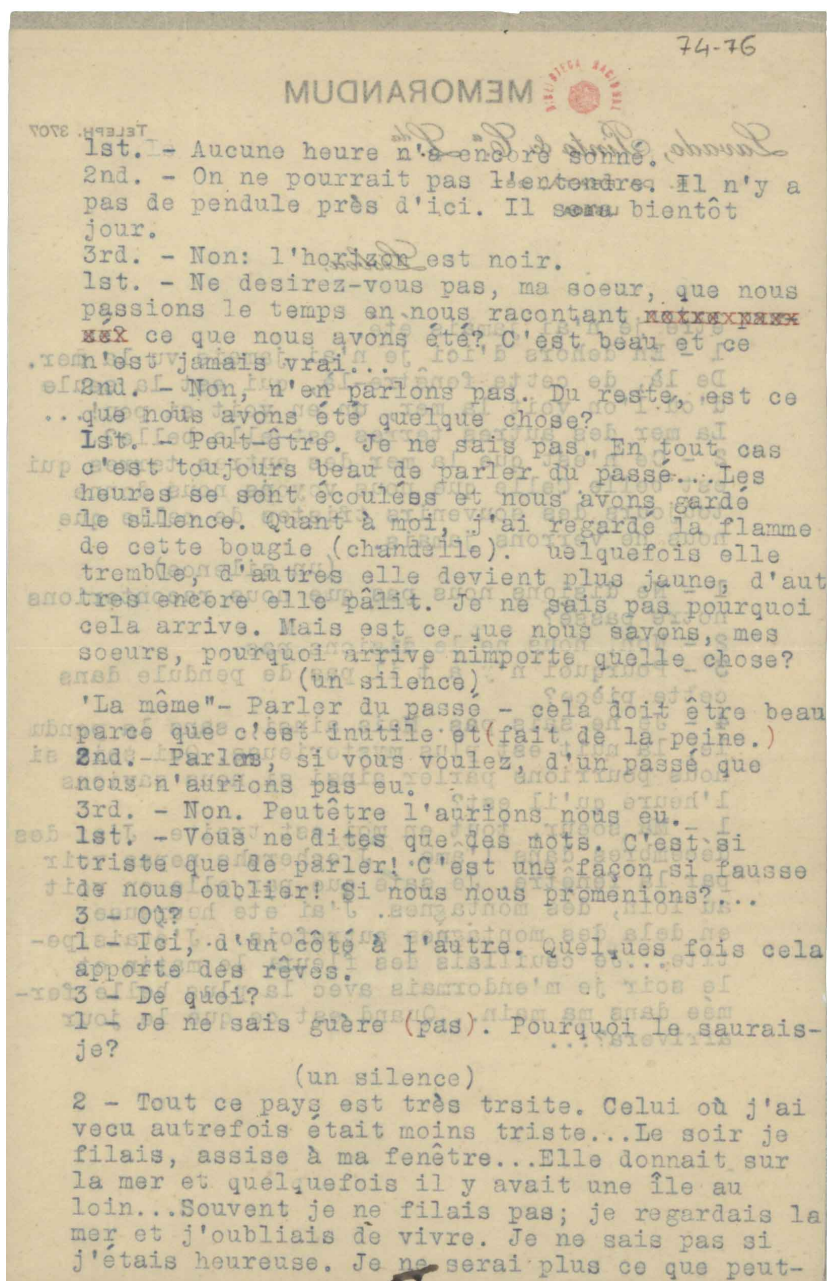 74-76
MEMORANDUM
BIBLIOTECA NACIONAL
TELEPH. 3707
Lavado, Pinto & Cª Lda
1st. - Aucune heure n'a encore sonné.
2nd. - On ne pourrait pas l'entendre. Il n'y a
pas de pendule près d'ici. Il sera bientôt
jour.
3rd. - Non: l'horizon est noir.
1st. - Ne desirez-vous pas, ma soeur, que nous
passions le temps en nous racontant
ce que nous avons été? C'est beau et ce
n'est jamais vrai...
2nd. - Non, n'en parlons pas. Du reste, est ce
que nous avons été quelque chose?
1st. - Peut-être. Je ne sais pas. En tout cas
c'est toujours beau de parler du passé...Les
heures se sont écoulées et nous avons gardé
le silence. Quant à moi, j'ai regardé la flamme
de cette bougie (chandelle). uelquefois elle
tremble, d'autres elle devient plus jaune, d'aut
tres encore elle pâlit. Je ne sais pas pourquoi
cela arrive. Mais est ce que nous savons, mes
soeurs, pourquoi arrive nimporte quelle chose?
(un silence)
'La même"- Parler du passé - cela doit être beau
parce que c'est inutile et(fait de la peine.)
2nd.- Parlez, si vous voulez, d'un passé que
nous n'aurions pas eu.
3rd. - Non. Peutêtre l'aurions nous eu.
1st. - Vous ne dites que des mots. C'est si
triste que de parler! C'est une façon si fausse
de nous oublier! Si nous nous promenions?...
3 - Où?
1 - Ici, d'un côté à l'autre. Quelques fois cela
apporte des rêves.
3 - De quoi?
1 - Je ne sais guère (pas). Pourquoi le saurais-
je?
(un silence)
2 - Tout ce pays est très trsite. Celui où j'ai
vecu autrefois était moins triste...Le soir je
filais, assise à ma fenêtre...Elle donnait sur
la mer et quelquefois il y avait une île au
loin...Souvent je ne filais pas; je regardais la
mer et j'oubliais de vivre. Je ne sais pas si
j'étais heureuse. Je ne serai plus ce que peut-